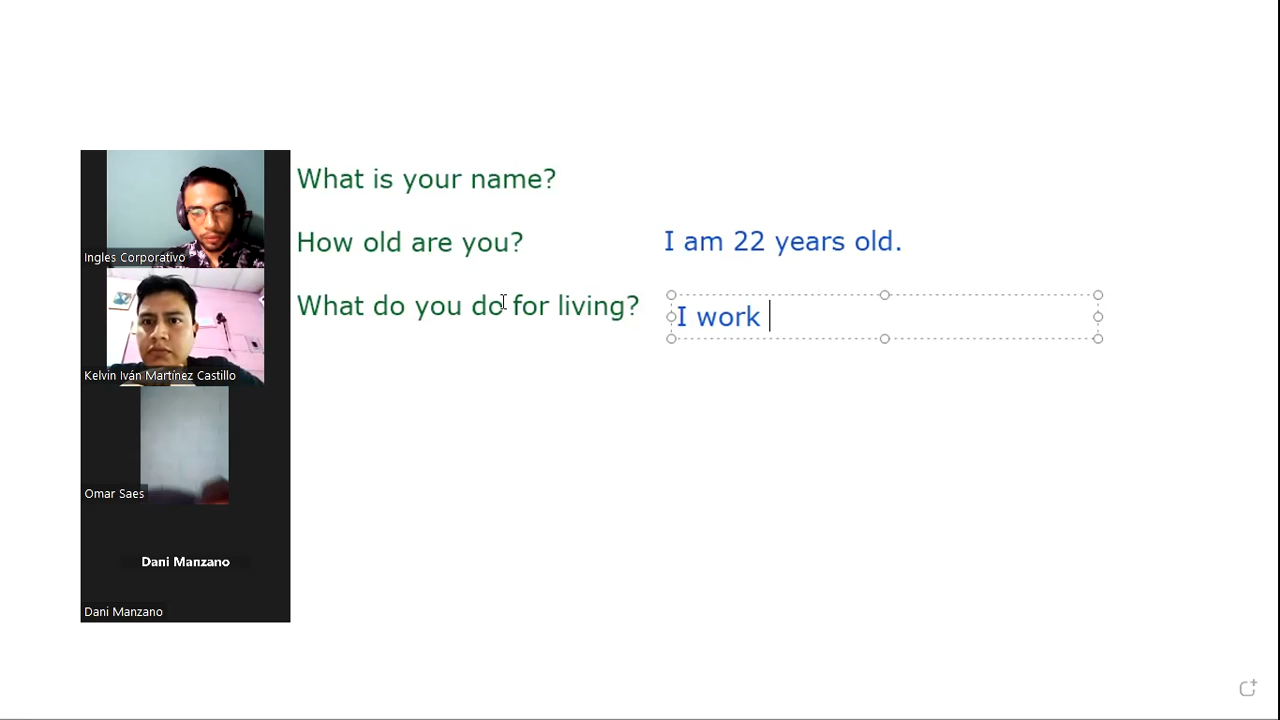 What is your name?
How old are you?
I am 22 years old.
What do you do for living?
I work
Ingles Corporativo
Kelvin Iván Martínez Castillo
Omar Saes
Dani Manzano
Dani Manzano